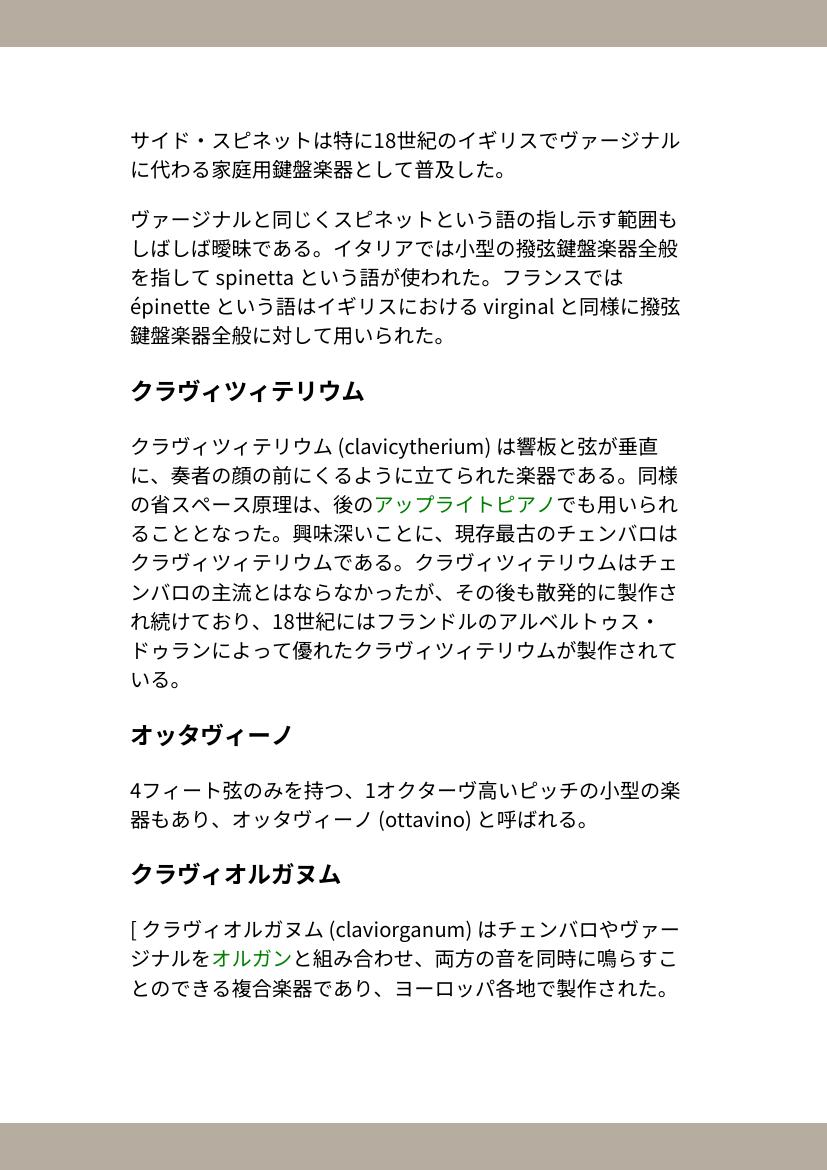 サイド・スピネットは特に18世紀のイギリスでヴァージナル
に代わる家庭用鍵盤楽器として普及した。
ヴァージナルと同じくスピネットという語の指し示す範囲も
しばしば曖昧である。イタリアでは小型の撥弦鍵盤楽器全般
を指して spinetta という語が使われた。フランスでは
épinette という語はイギリスにおける virginal と同様に撥弦
鍵盤楽器全般に対して用いられた。
クラヴィツィテリウム
クラヴィツィテリウム (clavicytherium) は響板と弦が垂直
に、奏者の顔の前にくるように立てられた楽器である。同様
の省スペース原理は、後のアップライトピアノでも用いられ
ることとなった。興味深いことに、現存最古のチェンバロは
クラヴィツィテリウムである。クラヴィツィテリウムはチェ
ンバロの主流とはならなかったが、その後も散発的に製作さ
れ続けており、18世紀にはフランドルのアルベルトゥス・
ドゥランによって優れたクラヴィツィテリウムが製作されて
いる。
オッタヴィーノ
4フィート弦のみを持つ、1オクターヴ高いピッチの小型の楽
器もあり、オッタヴィーノ (ottavino) と呼ばれる。
クラヴィオルガヌム
[ クラヴィオルガヌム (claviorganum) はチェンバロやヴァー
ジナルをオルガンと組み合わせ、両方の音を同時に鳴らすこ
とのできる複合楽器であり、ヨーロッパ各地で製作された。